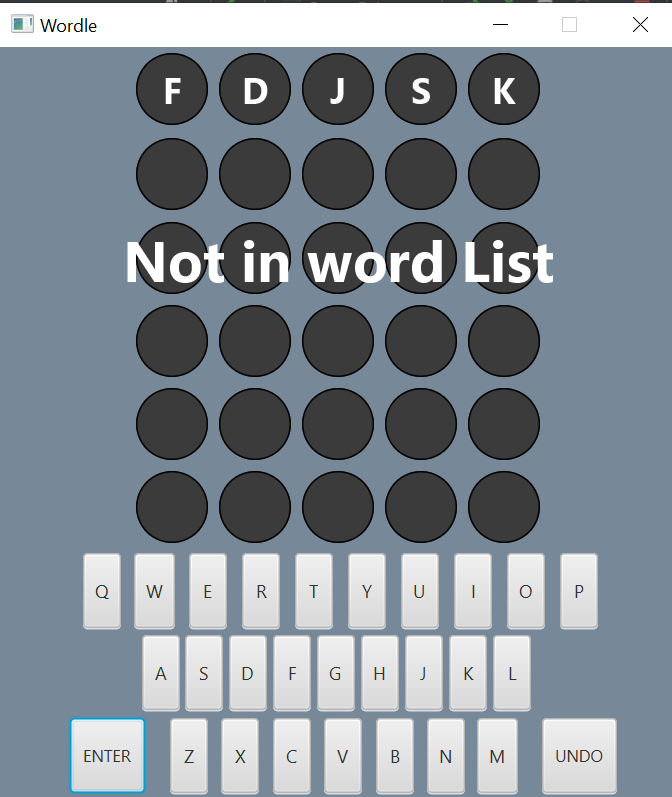 Wordle
F D J S K
Not in word List
Q W E R T Y U I O P
A S D F G H J K L
ENTER Z X C V B N M UNDO